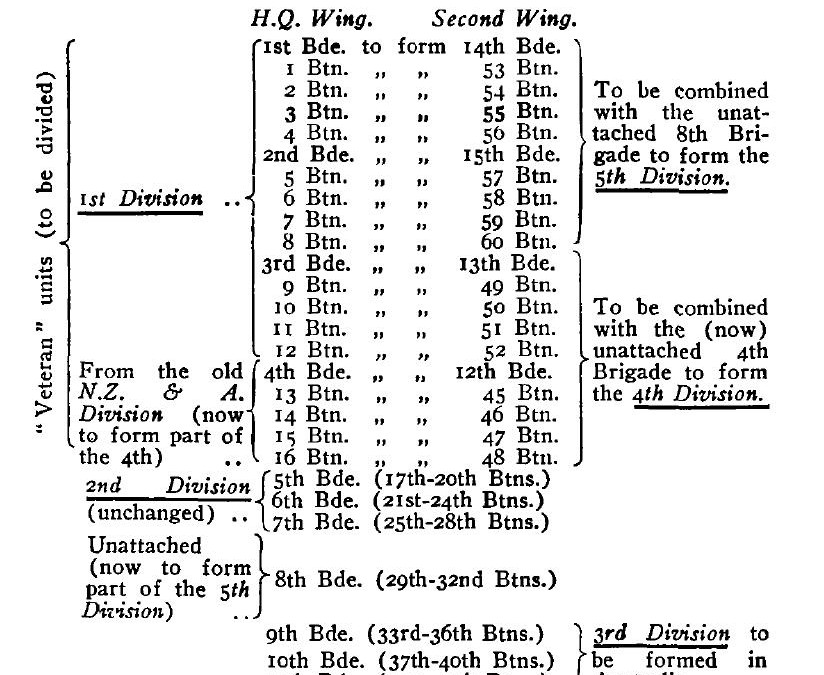 H.Q. Wing. Second Wing.
"Veteran" units (to be divided)
1st Division ..
1st Bde. to form 14th Bde.
1 Btn. „ „ 53 Btn.
2 Btn. „ „ 54 Btn.
3 Btn. „ „ 55 Btn.
4 Btn. „ „ 56 Btn.
2nd Bde. „ „ 15th Bde.
5 Btn. „ „ 57 Btn.
6 Btn. „ „ 58 Btn.
7 Btn. „ „ 59 Btn.
8 Btn. „ „ 60 Btn.
To be combined
with the unat-
tached 8th Bri-
gade to form the
5th Division.
3rd Bde. „ „ 13th Bde.
9 Btn. „ „ 49 Btn.
10 Btn. „ „ 50 Btn.
11 Btn. „ „ 51 Btn.
12 Btn. „ „ 52 Btn.
From the old
N.Z. & A.
Division (now
to form part of
the 4th) ..
4th Bde. „ „ 12th Bde.
13 Btn. „ „ 45 Btn.
14 Btn. „ „ 46 Btn.
15 Btn. „ „ 47 Btn.
16 Btn. „ „ 48 Btn.
To be combined
with the (now)
unattached 4th
Brigade to form
the 4th Division.
2nd Division
(unchanged) ..
5th Bde. (17th-20th Btns.)
6th Bde. (21st-24th Btns.)
7th Bde. (25th-28th Btns.)
Unattached
(now to form
part of the 5th
Division) ..
8th Bde. (29th-32nd Btns.)
9th Bde. (33rd-36th Btns.)
10th Bde. (37th-40th Btns.)
3rd Division to
be formed in